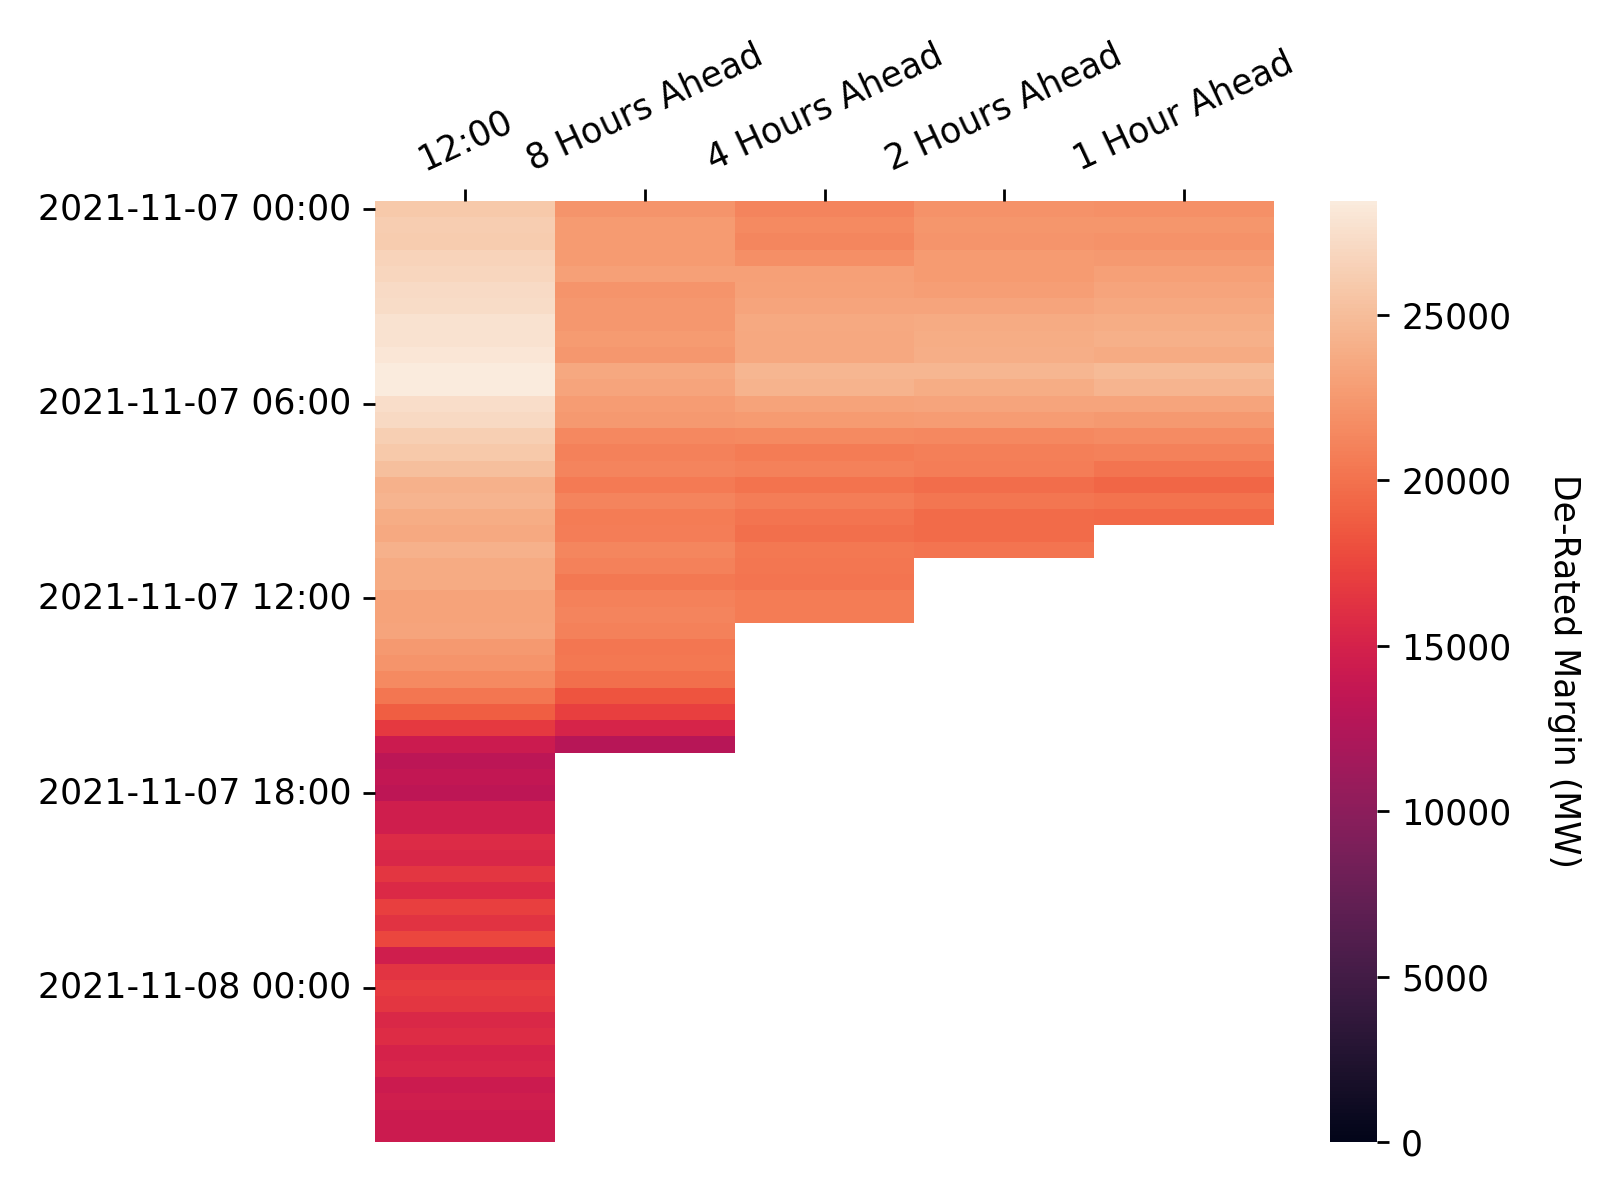 12:00
8 Hours Ahead
4 Hours Ahead
2 Hours Ahead
1 Hour Ahead
2021-11-07 00:00
2021-11-07 06:00
2021-11-07 12:00
2021-11-07 18:00
2021-11-08 00:00
25000
20000
15000
10000
5000
0
De-Rated Margin (MW)